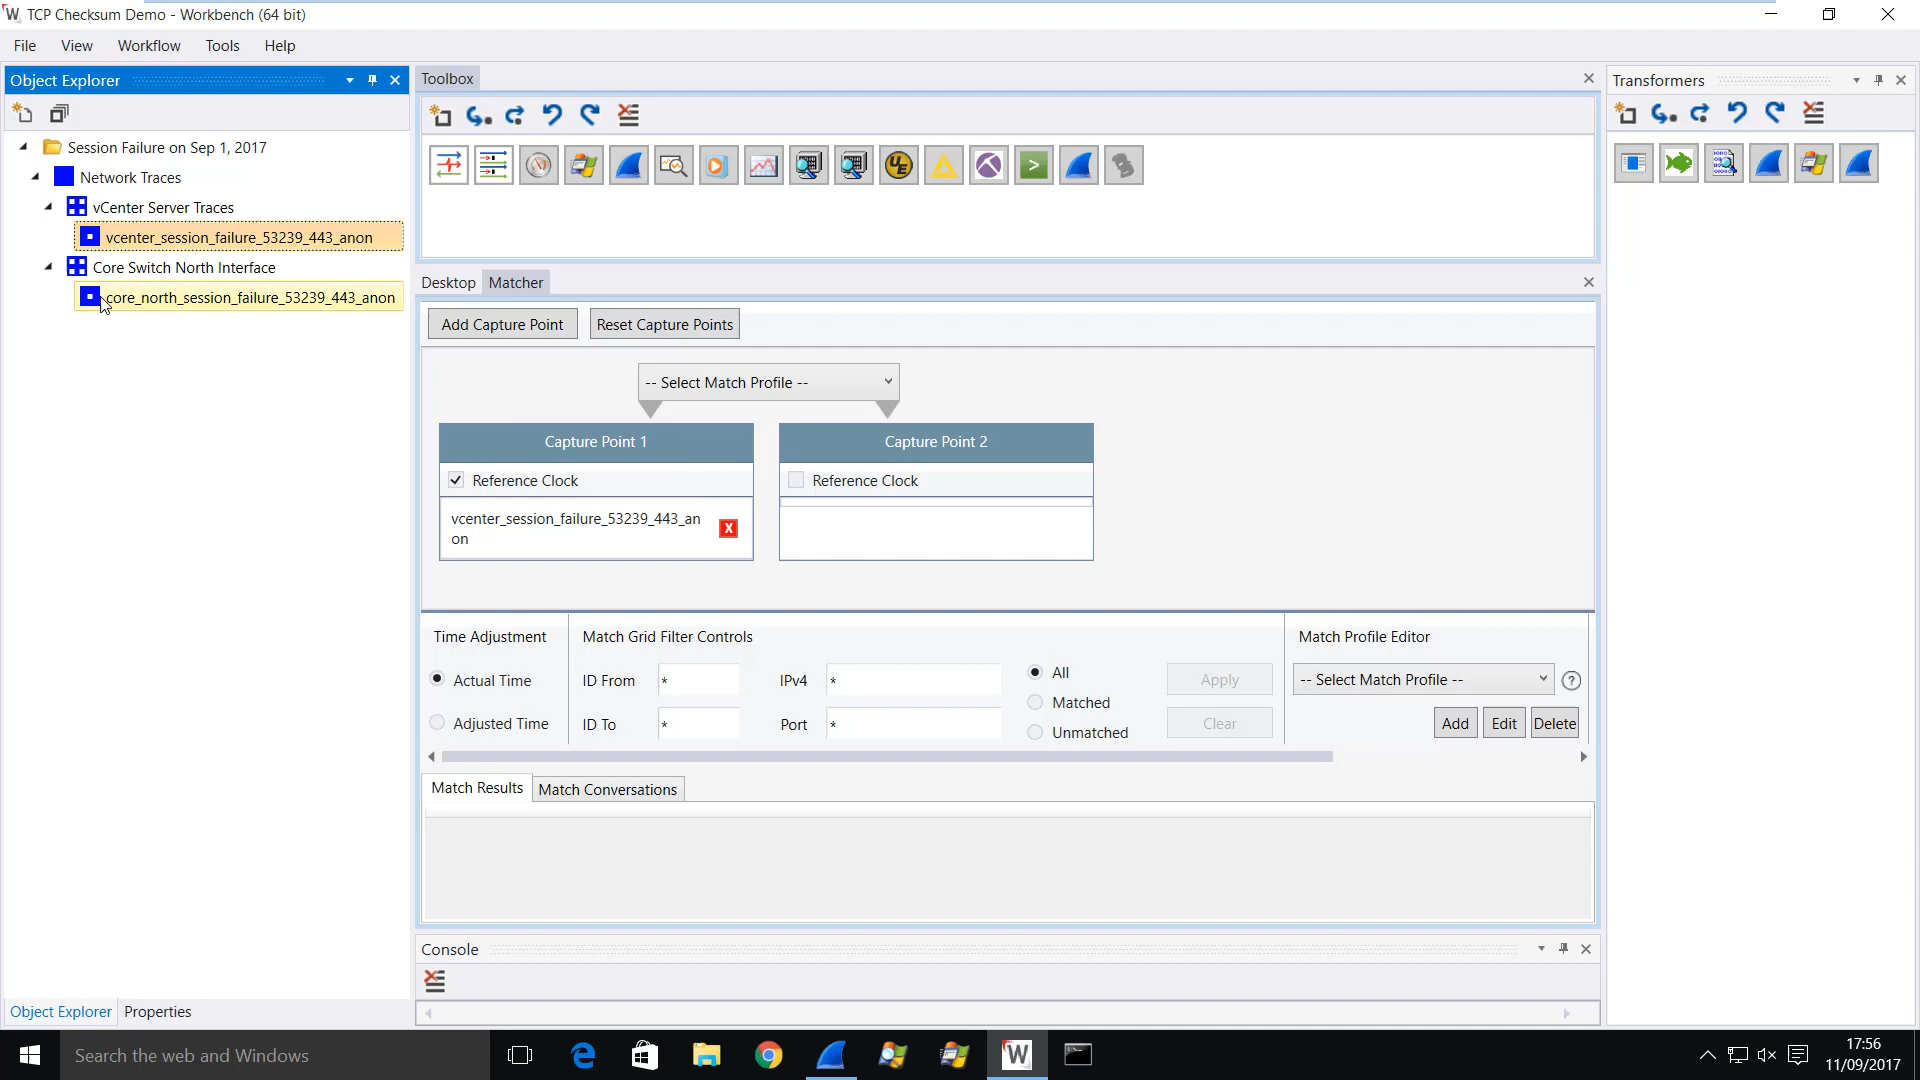 TCP Checksum Demo - Workbench (64 bit)
File View Workflow Tools Help
Object Explorer
Session Failure on Sep 1, 2017
Network Traces
vCenter Server Traces
vcenter_session_failure_53239_443_anon
Core Switch North Interface
core_north_session_failure_53239_443_anon
Object Explorer Properties
Toolbox
UE
>
Desktop Matcher
Add Capture Point Reset Capture Points
-- Select Match Profile --
Capture Point 1
Reference Clock
vcenter_session_failure_53239_443_an
on
X
Capture Point 2
Reference Clock
Time Adjustment
Actual Time
Adjusted Time
Match Grid Filter Controls
ID From *
ID To *
IPv4 *
Port *
All
Matched
Unmatched
Apply
Clear
Match Profile Editor
-- Select Match Profile -- ?
Add Edit Delete
Match Results Match Conversations
Console
Transformers
Search the web and Windows
W
17:56
11/09/2017